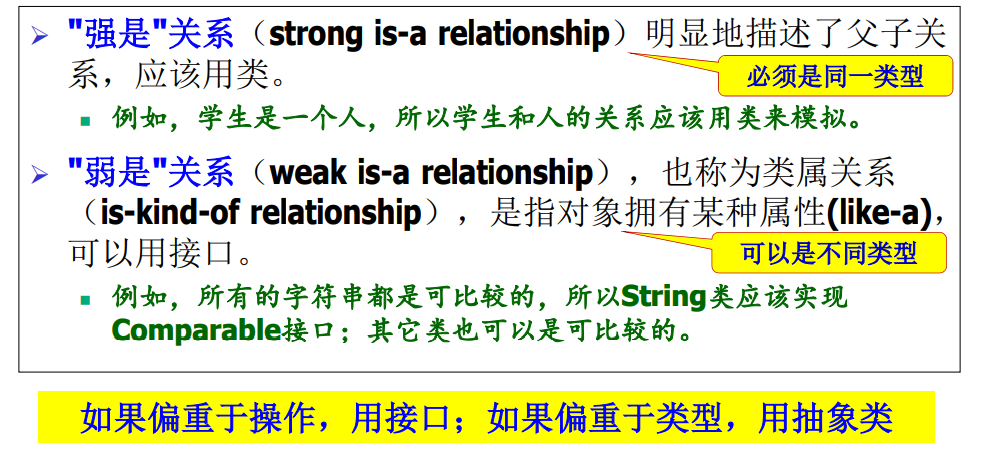 "强是"关系（strong is-a relationship）明显地描述了父子关
系，应该用类。
必须是同一类型
例如，学生是一个人，所以学生和人的关系应该用类来模拟。
"弱是"关系（weak is-a relationship），也称为类属关系
（is-kind-of relationship），是指对象拥有某种属性(like-a)，
可以用接口。
可以是不同类型
例如，所有的字符串都是可比较的，所以String类应该实现
Comparable接口；其它类也可以是可比较的。
如果偏重于操作，用接口；如果偏重于类型，用抽象类